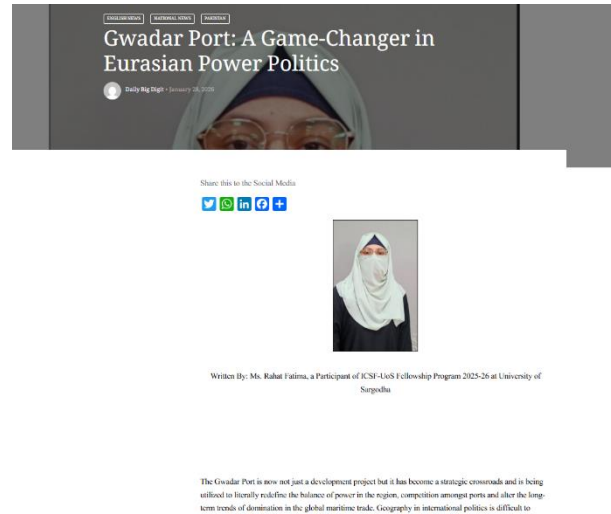 ENGLISH NEWS NATIONAL NEWS PAKISTAN
Gwadar Port: A Game-Changer in
Eurasian Power Politics
Daily Big Digit • January 28, 2026
Share this to the Social Media
Written By: Ms. Rahat Fatima, a Participant of ICSF-UoS Fellowship Program 2025-26 at University of
Sargodha
The Gwadar Port is now not just a development project but it has become a strategic crossroads and is being
utilized to literally redefine the balance of power in the region, competition amongst ports and alter the long-
term trends of domination in the global maritime trade. Geography in international politics is difficult to